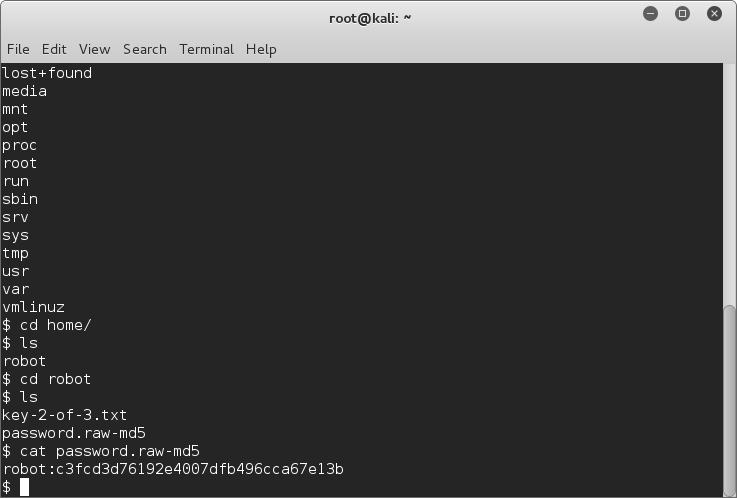 root@kali: ~
File Edit View Search Terminal Help
lost+found
media
mnt
opt
proc
root
run
sbin
srv
sys
tmp
usr
var
vmlinuz
$ cd home/
$ ls
robot
$ cd robot
$ ls
key-2-of-3.txt
password.raw-md5
$ cat password.raw-md5
robot:c3fcd3d76192e4007dfb496cca67e13b
$